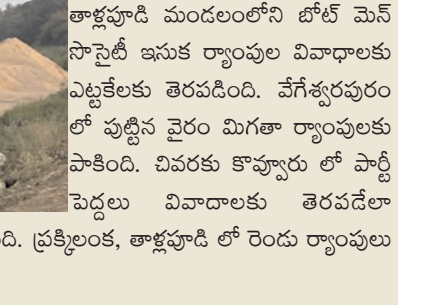 తాళ్లపూడి మండలంలోని బోట్ మెన్
సొసైటీ ఇసుక ర్యాంపుల వివాధాలకు
ఎట్టకేలకు తెరపడింది. వేగేశ్వరపురం
లో పుట్టిన వైరం మిగతా ర్యాంపులకు
పాకింది. చివరకు కొవ్వూరు లో పార్టీ
పెద్దలు వివాదాలకు తెరపడేలా
ది. ప్రక్కిలంక, తాళ్లపూడి లో రెండు ర్యాంపులు